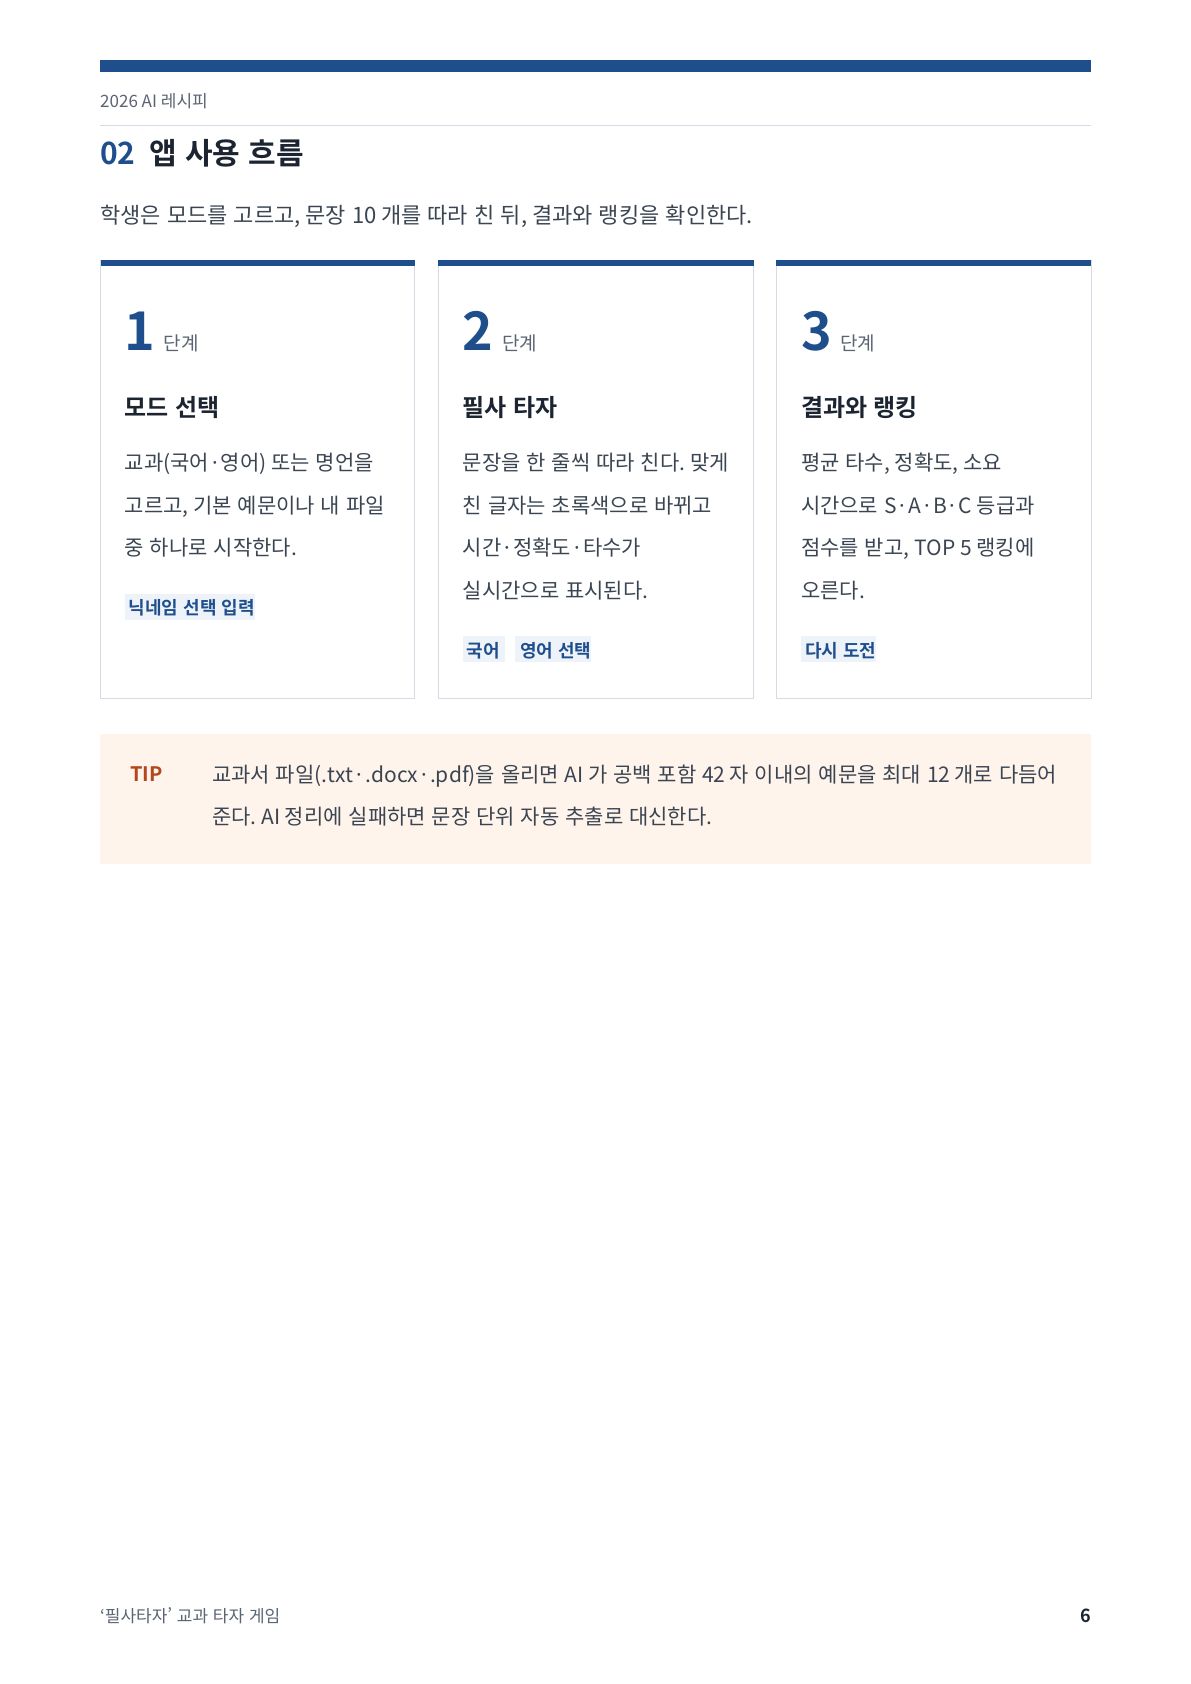 2026 AI 레시피
02 앱 사용 흐름
학생은 모드를 고르고, 문장 10 개를 따라 친 뒤, 결과와 랭킹을 확인한다.
1 단계
모드 선택
교과(국어·영어) 또는 명언을
고르고, 기본 예문이나 내 파일
중 하나로 시작한다.
닉네임 선택 입력
2 단계
필사 타자
문장을 한 줄씩 따라 친다. 맞게
친 글자는 초록색으로 바뀌고
시간·정확도·타수가
실시간으로 표시된다.
국어 영어 선택
3 단계
결과와 랭킹
평균 타수, 정확도, 소요
시간으로 S·A·B·C 등급과
점수를 받고, TOP 5 랭킹에
오른다.
다시 도전
TIP 교과서 파일(.txt·.docx·.pdf)을 올리면 AI 가 공백 포함 42 자 이내의 예문을 최대 12 개로 다듬어
준다. AI 정리에 실패하면 문장 단위 자동 추출로 대신한다.
‘필사타자’ 교과 타자 게임 6